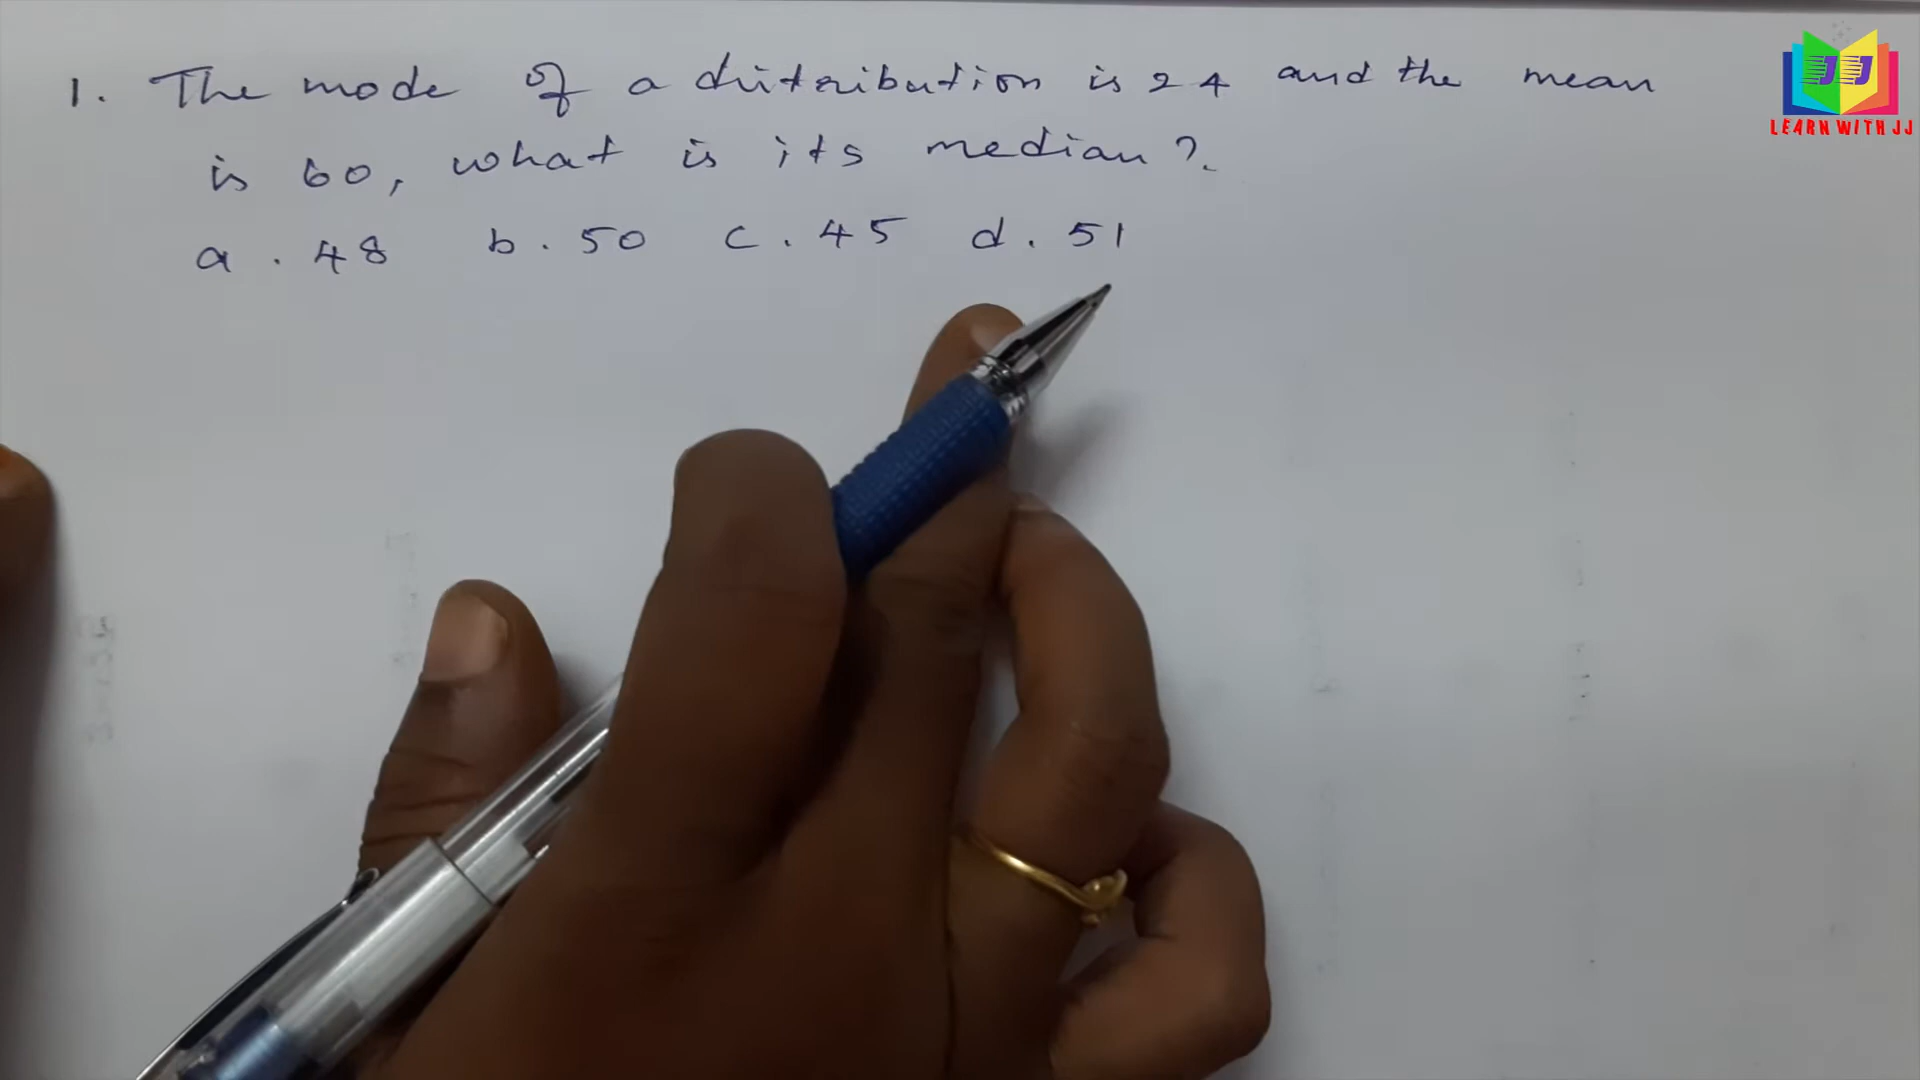 1. The mode of a distribution is 24 and the mean
is 60, what is its median?
a. 48 b. 50 c. 45 d. 51
JJ
LEARN WITH JJ